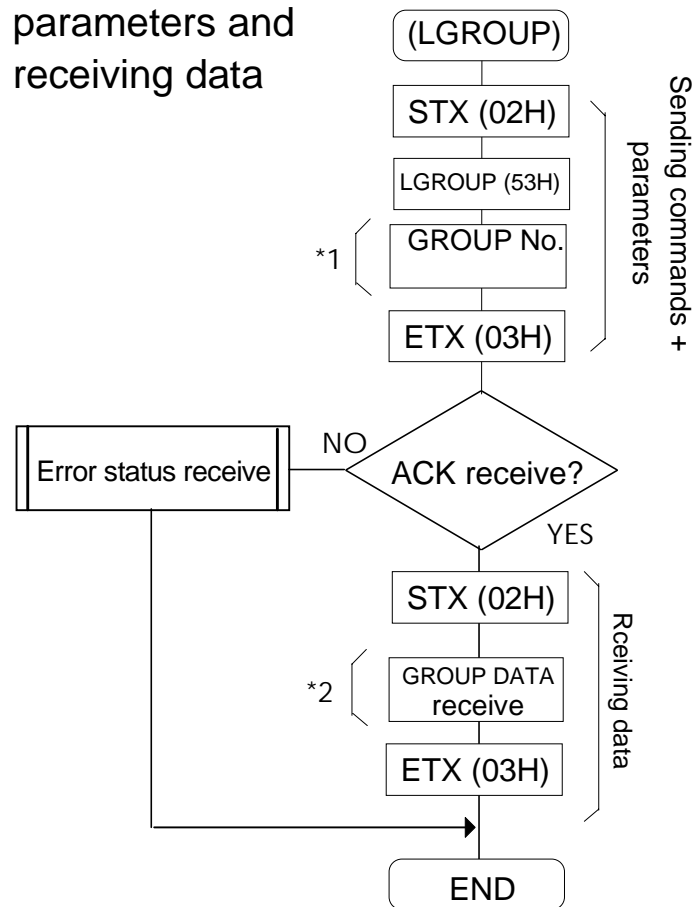 parameters and
receiving data
(LGROUP)
STX (02H)
LGROUP (53H)
*1
GROUP No.
ETX (03H)
Sending commands +
parameters
Error status receive
NO
ACK receive?
YES
STX (02H)
*2
GROUP DATA
receive
ETX (03H)
Rceiving data
END